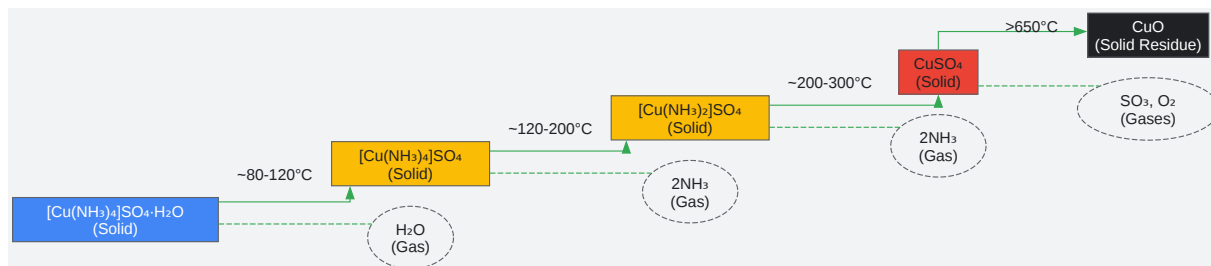 >650°C
CuO
(Solid Residue)
CuSO₄
(Solid)
~200-300°C
SO₃, O₂
(Gases)
[Cu(NH₃)₂]SO₄
(Solid)
~120-200°C
2NH₃
(Gas)
[Cu(NH₃)₄]SO₄
(Solid)
~80-120°C
2NH₃
(Gas)
[Cu(NH₃)₄]SO₄·H₂O
(Solid)
H₂O
(Gas)